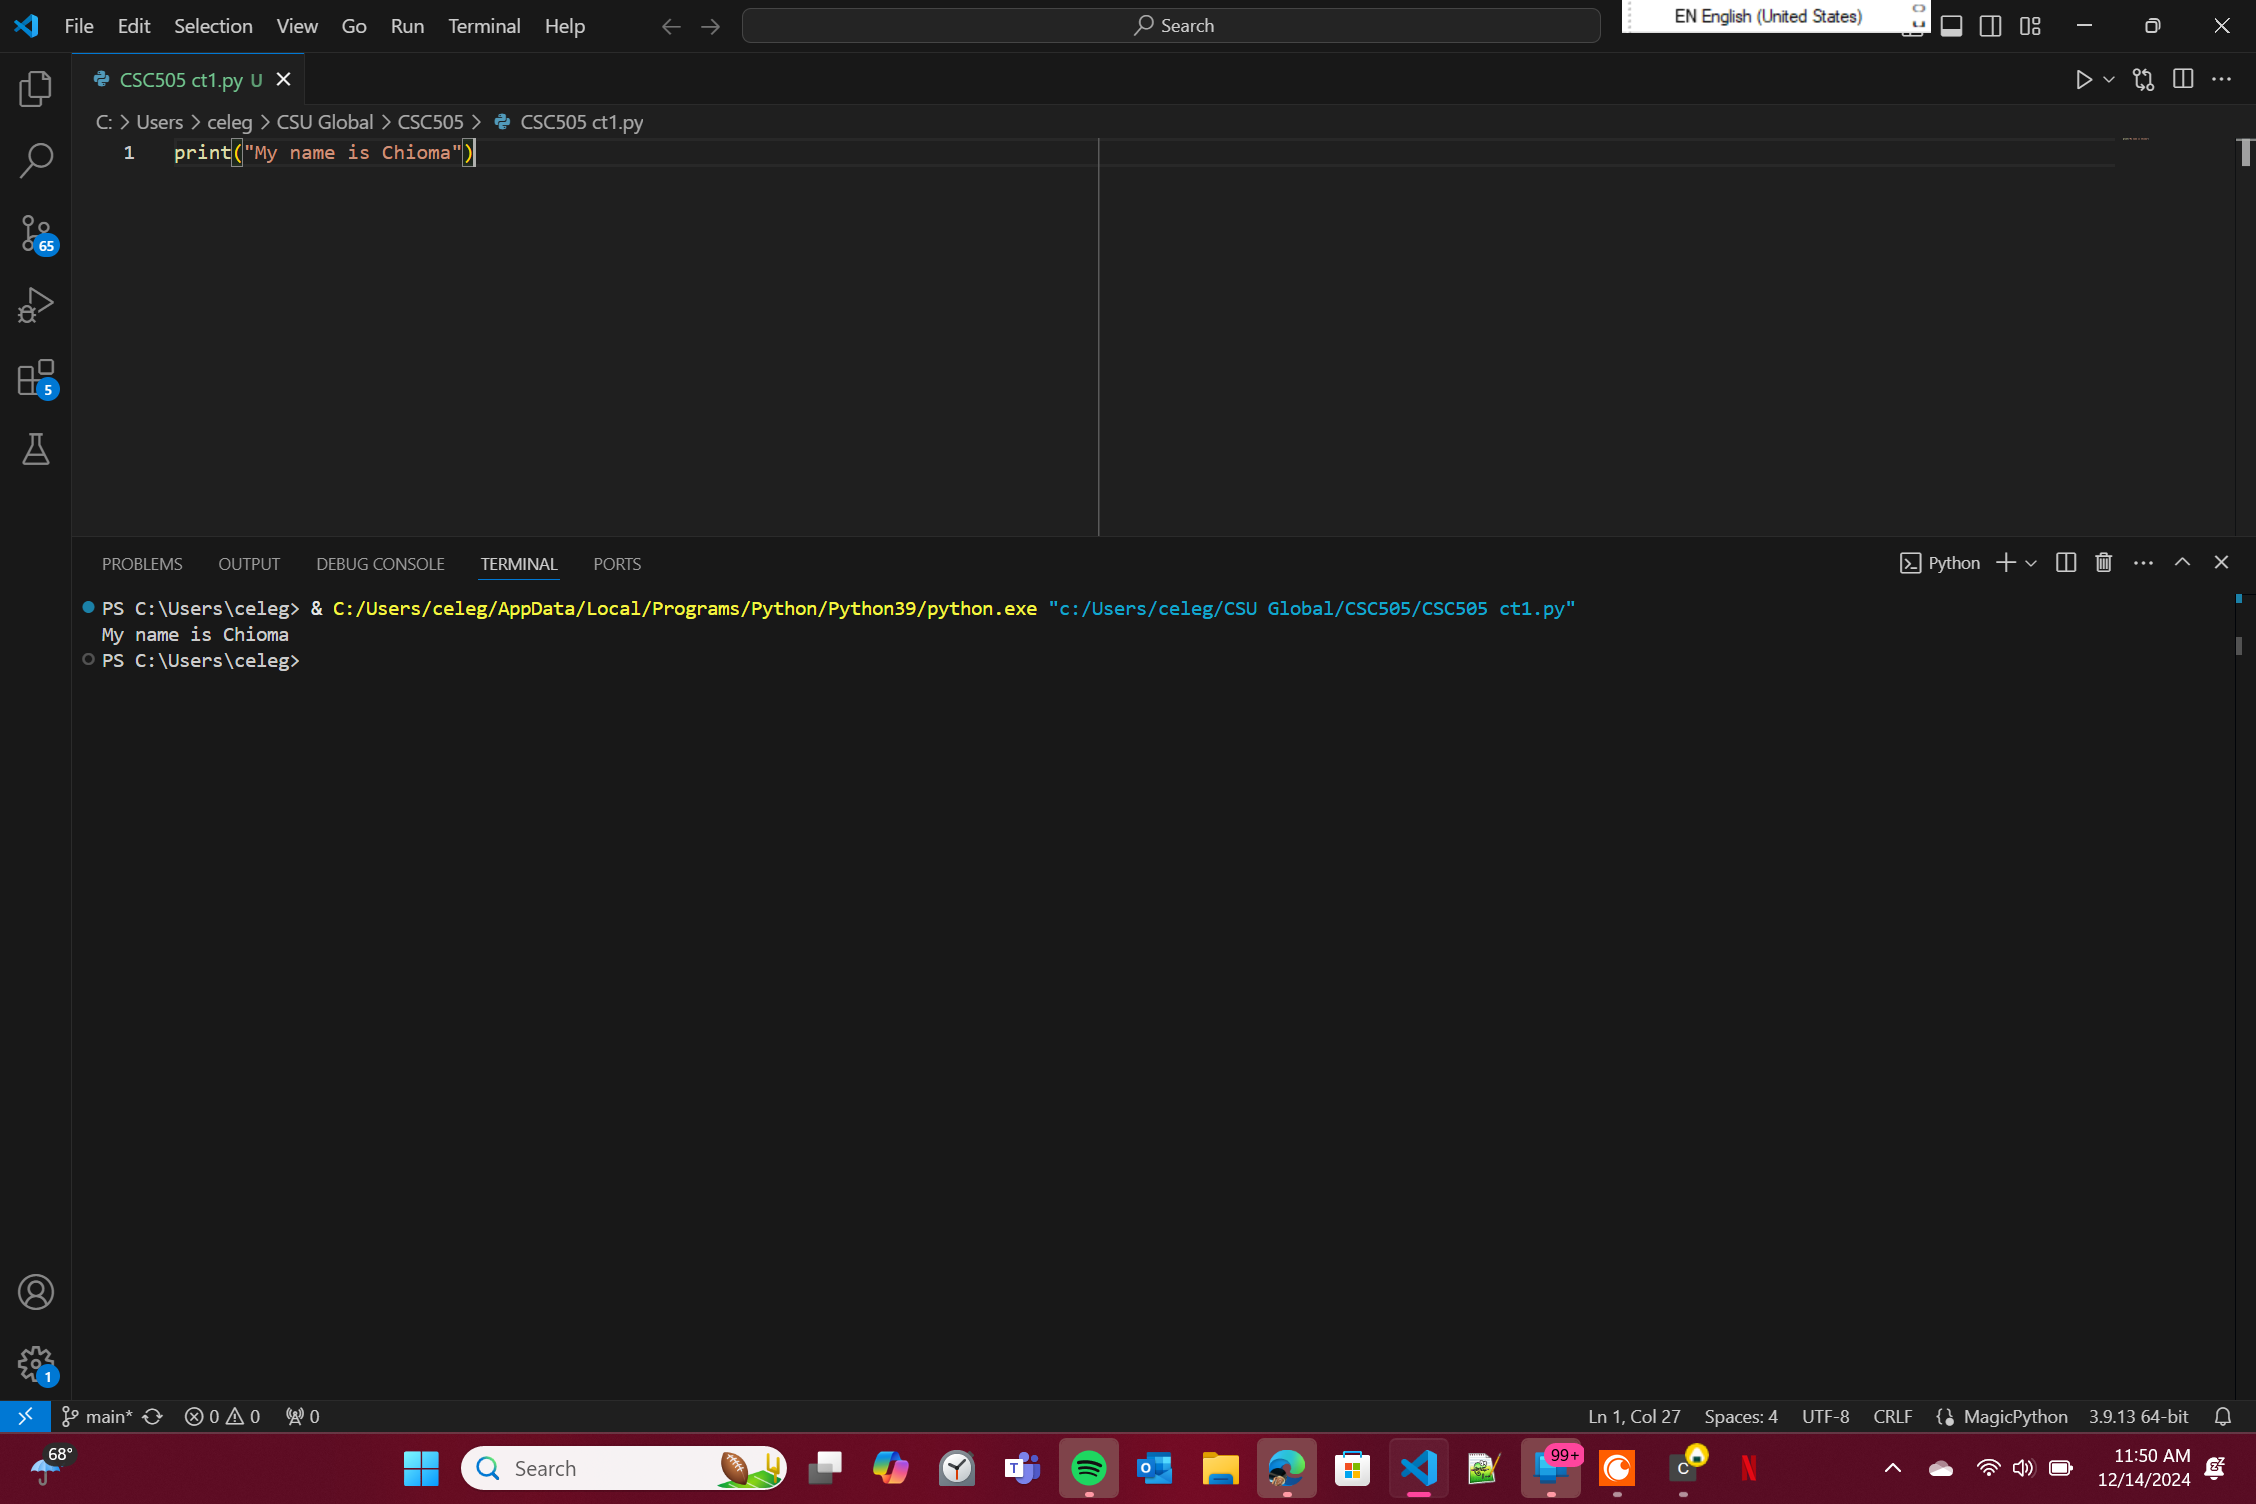 File Edit Selection View Go Run Terminal Help
Search
EN English (United States)
CSC505 ct1.py U
C: > Users > celeg > CSU Global > CSC505 > CSC505 ct1.py
1 print("My name is Chioma")
65
5
PROBLEMS OUTPUT DEBUG CONSOLE TERMINAL PORTS
Python
PS C:\Users\celeg> & C:/Users/celeg/AppData/Local/Programs/Python/Python39/python.exe "c:/Users/celeg/CSU Global/CSC505/CSC505 ct1.py"
My name is Chioma
PS C:\Users\celeg>
1
main* 0 0 0
Ln 1, Col 27 Spaces: 4 UTF-8 CRLF MagicPython 3.9.13 64-bit
68°
Search
99+
C
11:50 AM
12/14/2024